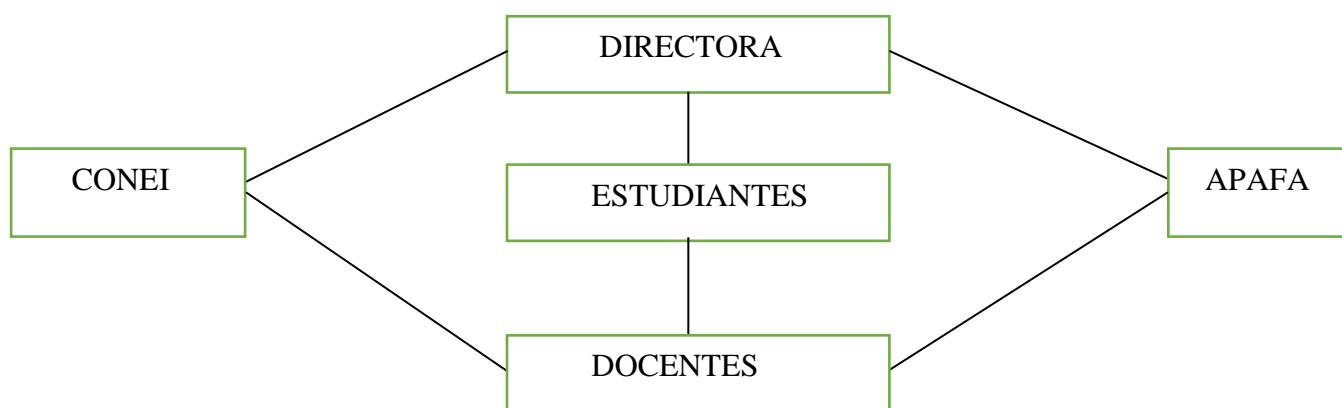 DIRECTORA
CONEI
APAFA
ESTUDIANTES
DOCENTES